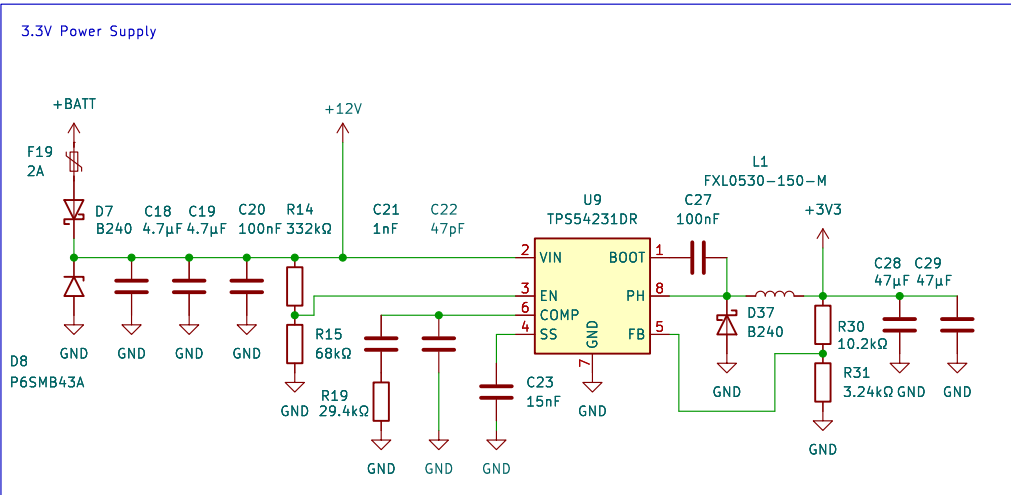 3.3V Power Supply
+BATT
+12V
F19
2A
L1
FXL0530-150-M
D7
B240
C18
4.7µF
C19
4.7µF
C20
100nF
R14
332kΩ
C21
1nF
C22
47pF
U9
TPS54231DR
C27
100nF
+3V3
2
VIN
BOOT
1
3
EN
PH
8
6
COMP
4
SS
GND
FB
5
7
C28
47µF
C29
47µF
D37
B240
R30
10.2kΩ
R15
68kΩ
R31
3.24kΩ
GND
GND
GND
GND
D8
P6SMB43A
R19
29.4kΩ
C23
15nF
GND
GND
GND
GND
GND
GND
GND
GND
GND